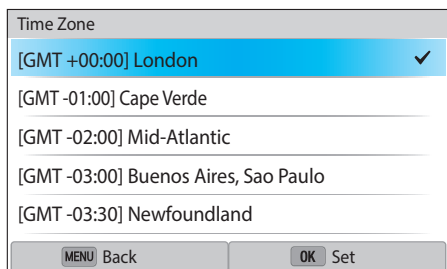 Time Zone
[GMT +00:00] London
[GMT -01:00] Cape Verde
[GMT -02:00] Mid-Atlantic
[GMT -03:00] Buenos Aires, Sao Paulo
[GMT -03:30] Newfoundland
MENU Back OK Set